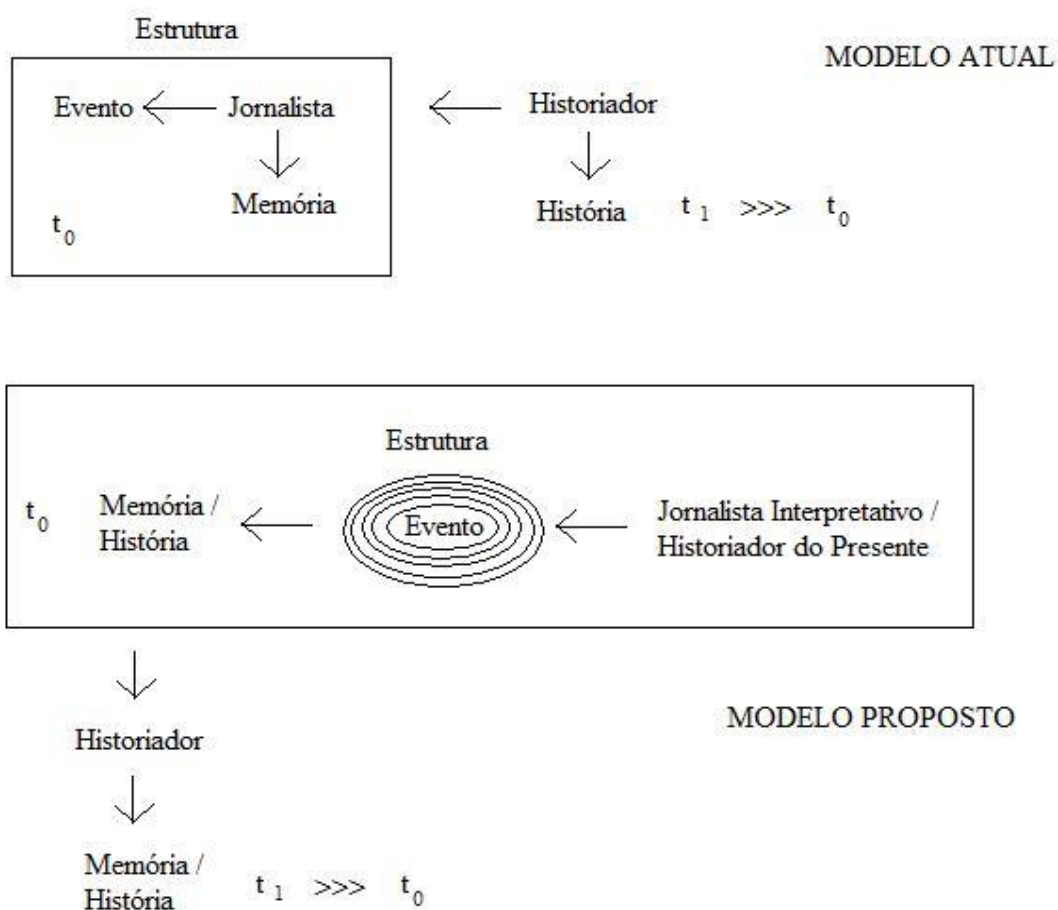 Estrutura
MODELO ATUAL
Evento Jornalista Historiador
Memória História t1 >>> t0
t0
Estrutura
t0 Memória / História
Evento
Jornalista Interpretativo /
Historiador do Presente
MODELO PROPOSTO
Historiador
Memória /
História t1 >>> t0